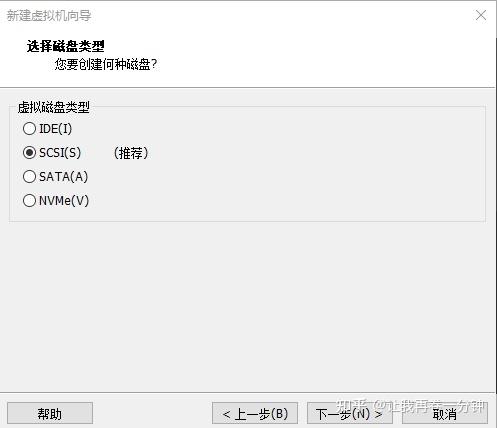 新建虚拟机向导
选择磁盘类型
您要创建何种磁盘?
虚拟磁盘类型
IDE(I)
SCSI(S) (推荐)
SATA(A)
NVMe(V)
知乎 @让我再卷一分钟
帮助 < 上一步(B) 下一步(N) > 取消